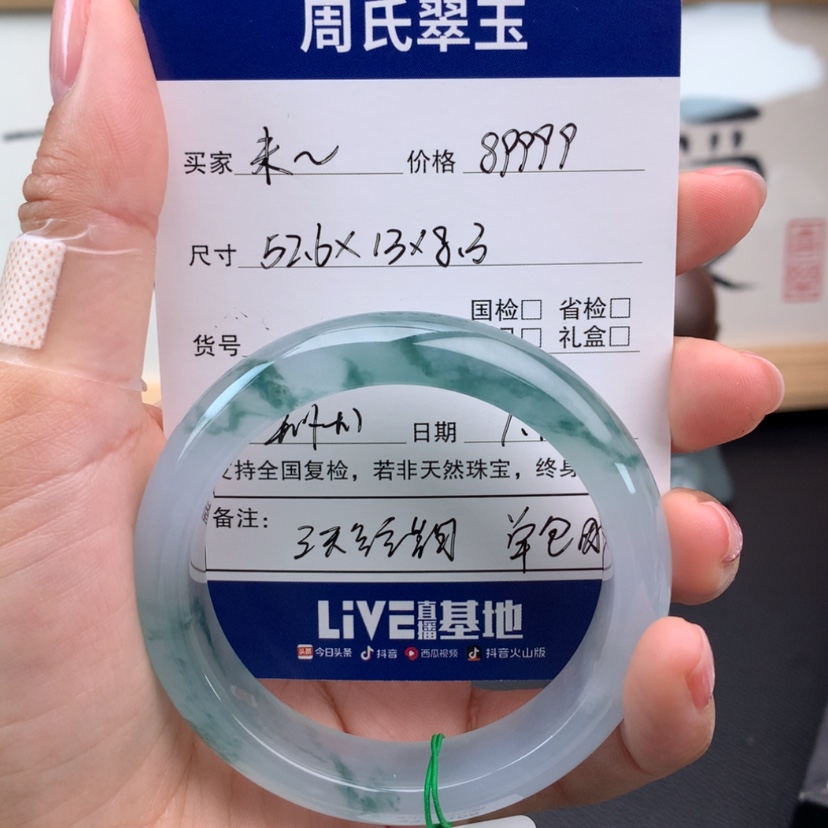 周氏翠玉
买家 来~ 价格 89999
尺寸 52.6×13×8.3
国检□ 省检□
货号 礼盒□
日期
支持全国复检，若非天然珠宝，终身
备注：
LiVE直播基地
头条 今日头条 抖音 西瓜视频 抖音火山版